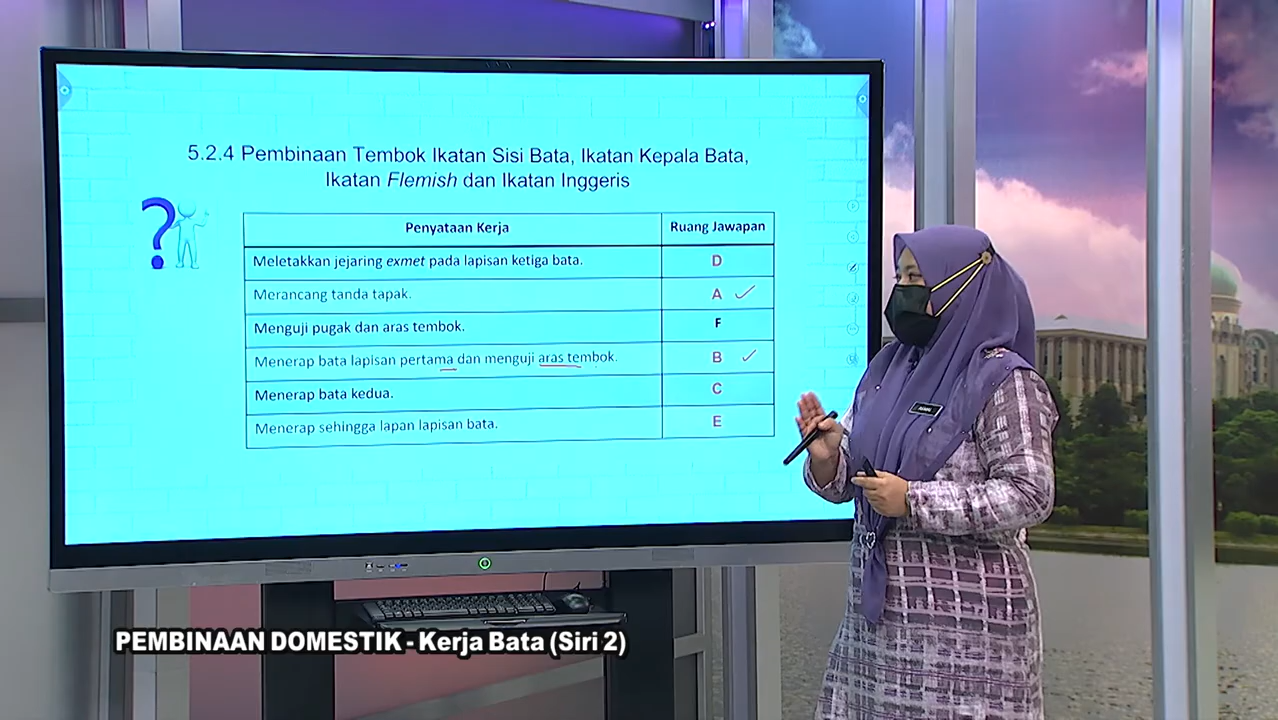 5.2.4 Pembinaan Tembok Ikatan Sisi Bata, Ikatan Kepala Bata,
Ikatan Flemish dan Ikatan Inggeris
?
Penyataan Kerja Ruang Jawapan
Meletakkan jejaring exmet pada lapisan ketiga bata. D
Merancang tanda tapak. A
Menguji pugak dan aras tembok. F
Menerap bata lapisan pertama dan menguji aras tembok. B
Menerap bata kedua. C
Menerap sehingga lapan lapisan bata. E
PEMBINAAN DOMESTIK - Kerja Bata (Siri 2)